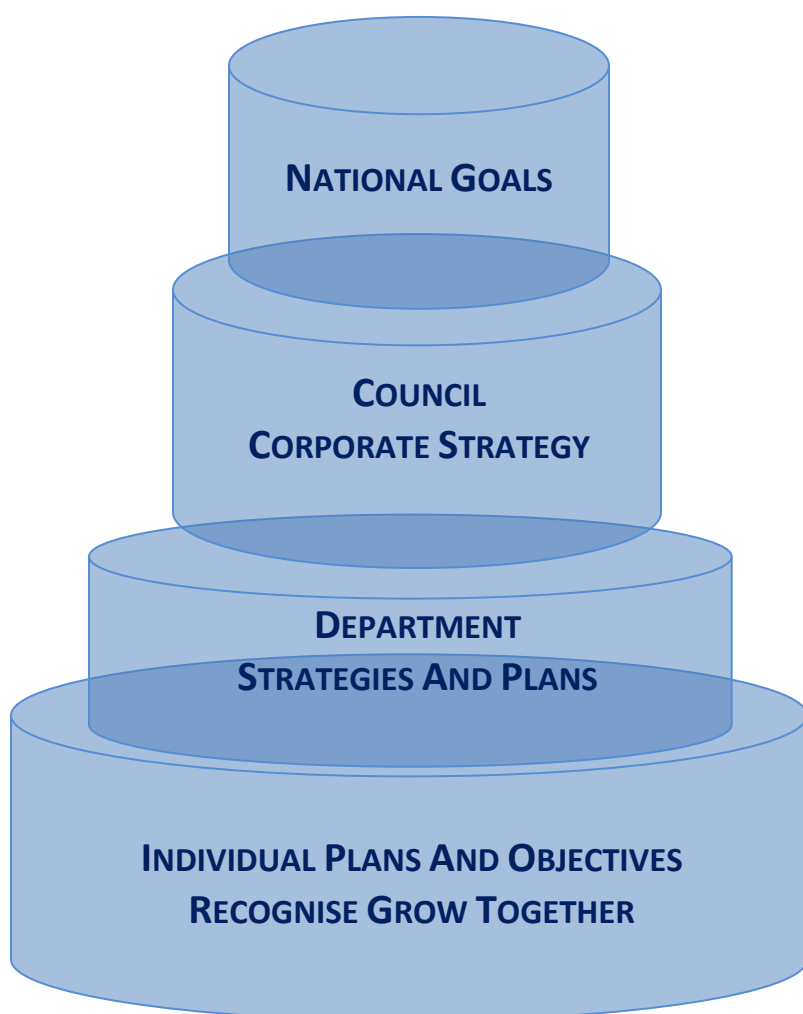 NATIONAL GOALS
COUNCIL
CORPORATE STRATEGY
DEPARTMENT
STRATEGIES AND PLANS
INDIVIDUAL PLANS AND OBJECTIVES
RECOGNISE GROW TOGETHER